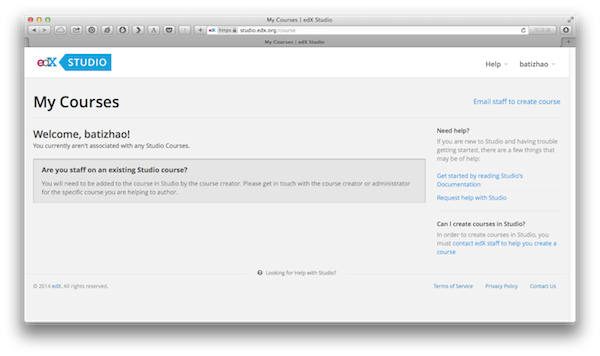 My Courses | edX Studio
https studio.edx.org/course
My Courses | edX Studio
edX STUDIO
Help
batizhao
My Courses
Email staff to create course
Welcome, batizhao!
You currently aren't associated with any Studio Courses.
Are you staff on an existing Studio course?
You will need to be added to the course in Studio by the course creator. Please get in touch with the course creator or administrator
for the specific course you are helping to author.
Need help?
If you are new to Studio and having trouble
getting started, there are a few things that
may be of help:
Get started by reading Studio's
Documentation
Request help with Studio
Can I create courses in Studio?
In order to create courses in Studio, you
must contact edX staff to help you create a
course
Looking for Help with Studio?
© 2014 edX. All rights reserved.
Terms of Service
Privacy Policy
Contact Us